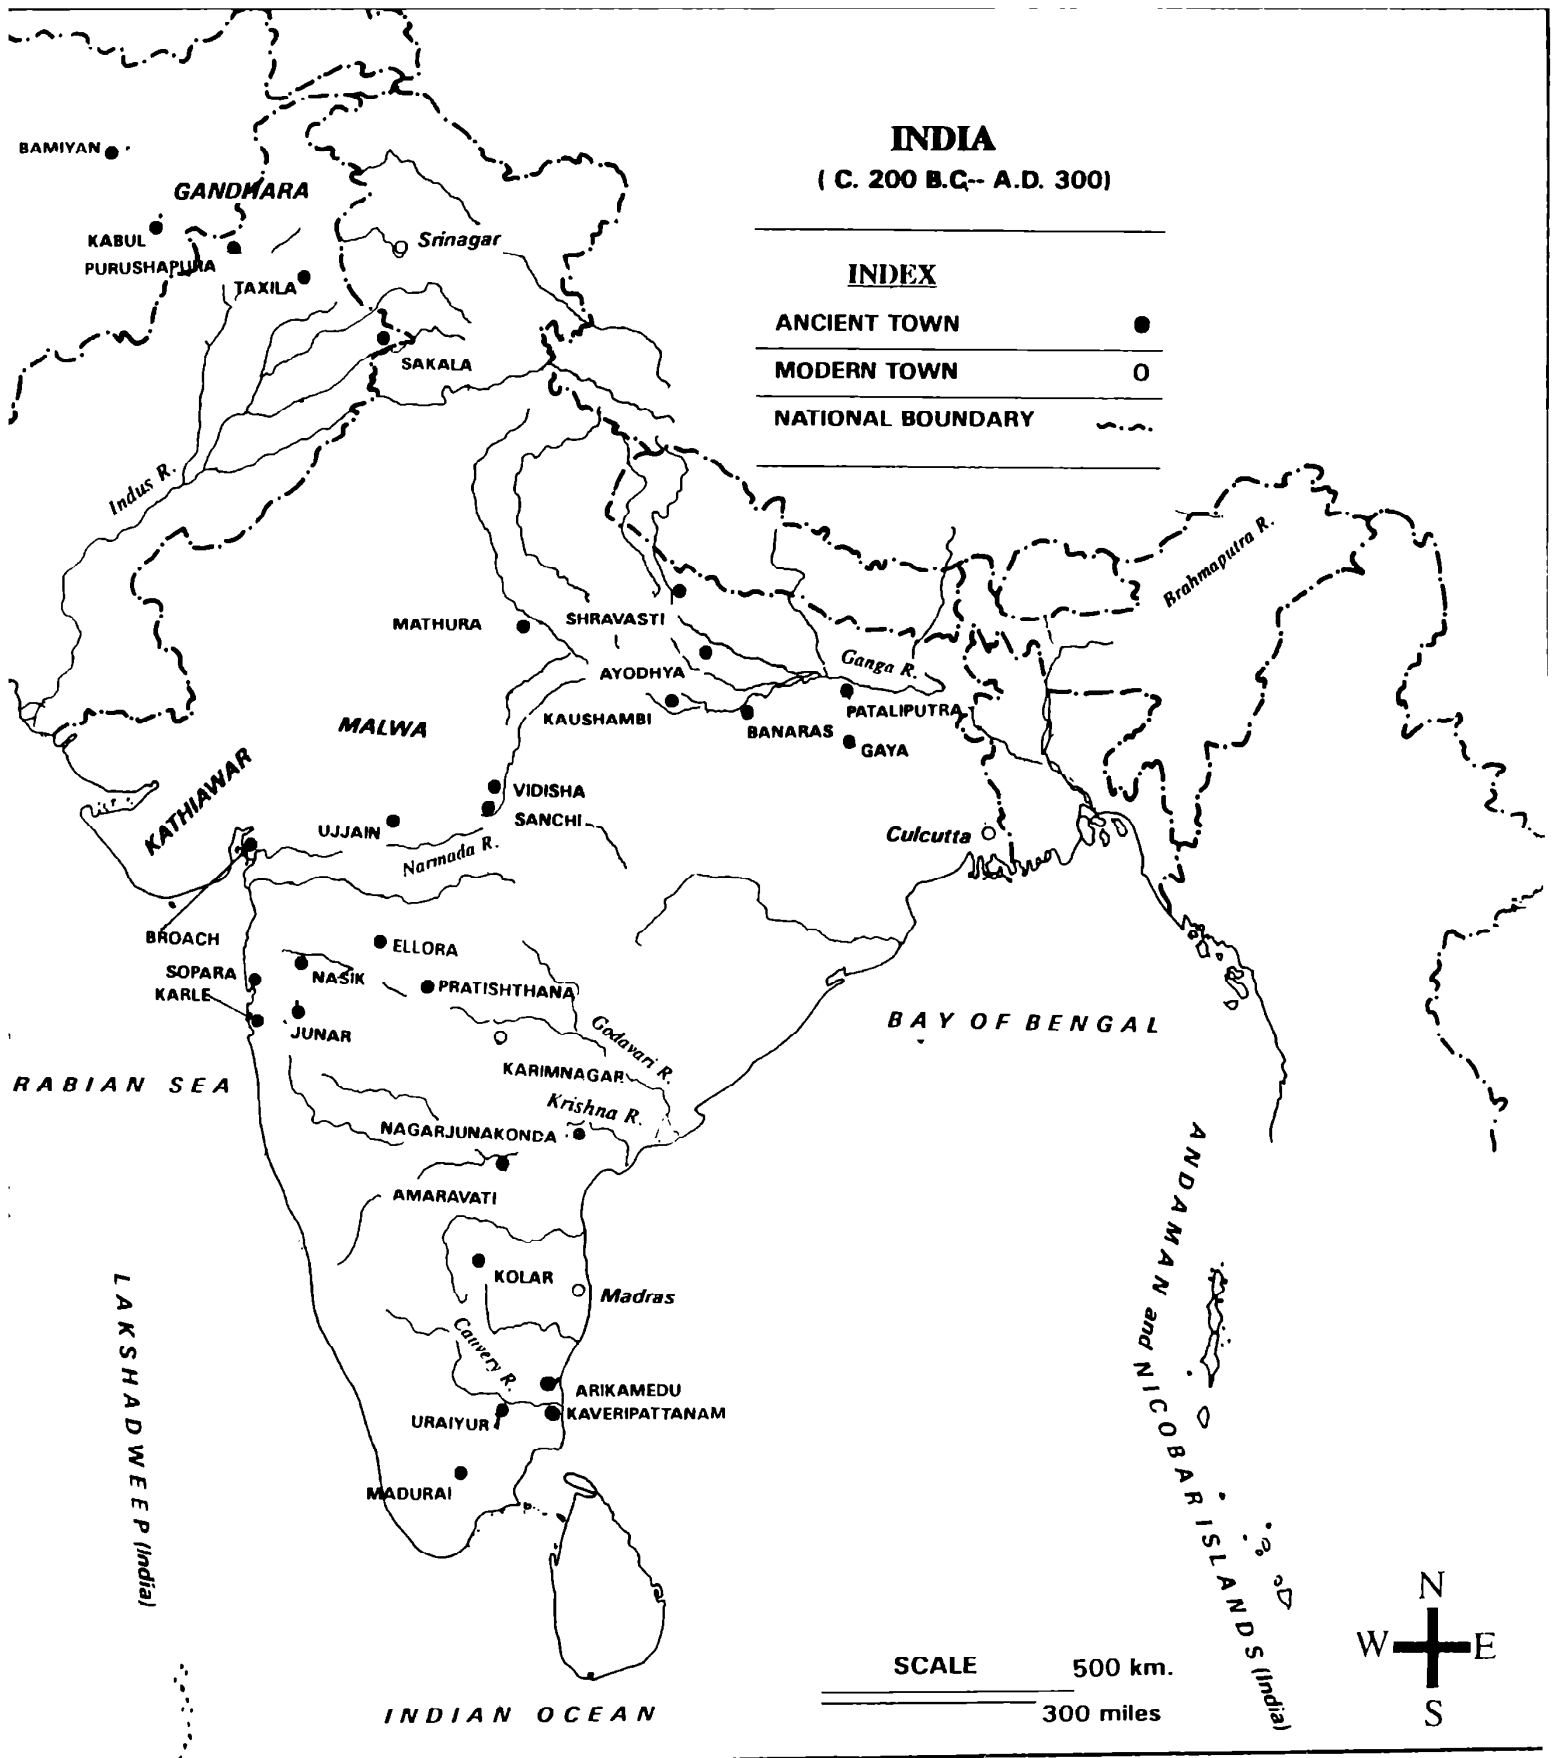 INDIA
( C. 200 B.C.-- A.D. 300)
INDEX
ANCIENT TOWN
MODERN TOWN
NATIONAL BOUNDARY
BAMIYAN
GANDHARA
KABUL
PURUSHAPURA
TAXILA
Srinagar
SAKALA
Indus R.
Brahmaputra R.
MATHURA
SHRAVASTI
AYODHYA
Ganga R.
KAUSHAMBI
BANARAS
PATALIPUTRA
GAYA
MALWA
KATHIAWAR
VIDISHA
SANCHI
UJJAIN
Narmada R.
Culcutta
BROACH
ELLORA
SOPARA
NASIK
KARLE
PRATISHTHANA
JUNAR
Godavari R.
BAY OF BENGAL
KARIMNAGAR
RABIAN SEA
Krishna R.
NAGARJUNAKONDA
AMARAVATI
KOLAR
Madras
Cauvery R.
ARIKAMEDU
KAVERIPATTANAM
URAIYUR
MADURAI
LAKSHADWEEP (India)
ANDAMAN and NICOBAR ISLANDS (India)
N
W E
S
SCALE 500 km.
300 miles
INDIAN OCEAN